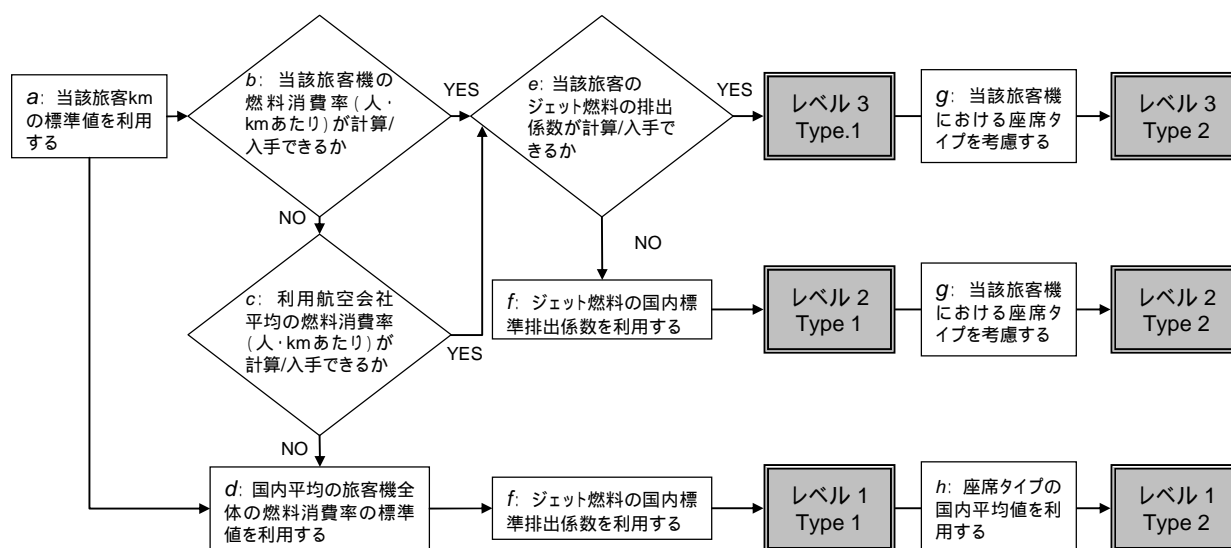 a: 当該旅客km
の標準値を利用
する
b: 当該旅客機の
燃料消費率(人・
kmあたり)が計算/
入手できるか
YES
e: 当該旅客の
ジェット燃料の排出
係数が計算/入手で
きるか
YES
レベル 3
Type.1
g: 当該旅客機
における座席タ
イプを考慮する
レベル 3
Type 2
NO
NO
c: 利用航空会社
平均の燃料消費率
(人・kmあたり)が
計算/入手できるか
YES
f: ジェット燃料の国内標
準排出係数を利用する
レベル 2
Type 1
g: 当該旅客機
における座席タ
イプを考慮する
レベル 2
Type 2
NO
d: 国内平均の旅客機全
体の燃料消費率の標準
値を利用する
f: ジェット燃料の国内標
準排出係数を利用する
レベル 1
Type 1
h: 座席タイプの
国内平均値を利
用する
レベル 1
Type 2